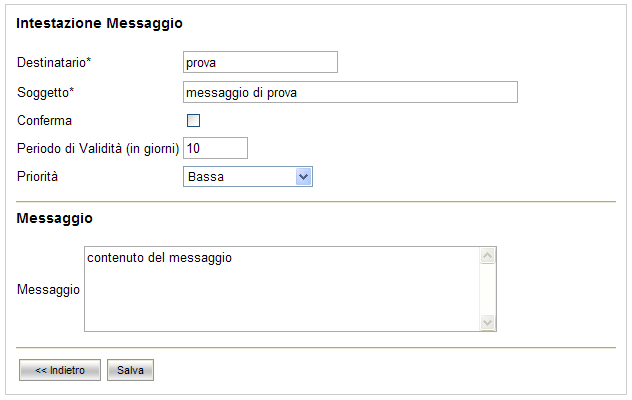 Intestazione Messaggio
Destinatario* prova
Soggetto* messaggio di prova
Conferma
Periodo di Validità (in giorni) 10
Priorità Bassa
Messaggio
Messaggio contenuto del messaggio
<< Indietro Salva